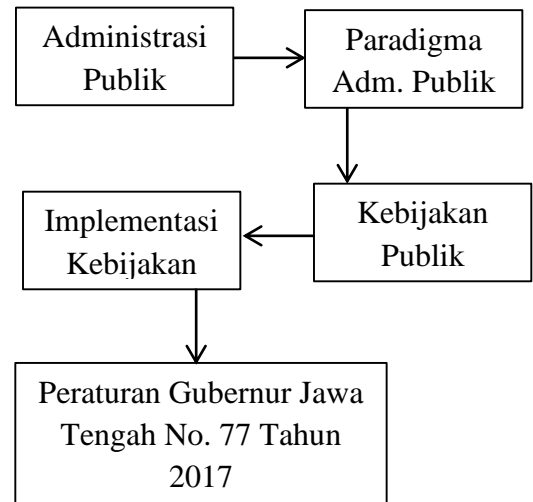 Administrasi
Publik
Paradigma
Adm. Publik
Kebijakan
Publik
Implementasi
Kebijakan
Peraturan Gubernur Jawa
Tengah No. 77 Tahun
2017